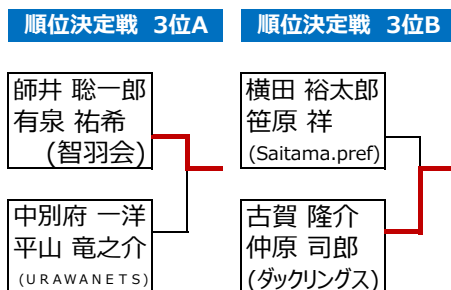 順位決定戦 3位A
師井 聡一郎
有泉 祐希
(智羽会)
中別府 一洋
平山 竜之介
(URAWANETS)
順位決定戦 3位B
横田 裕太郎
笹原 祥
(Saitama.pref)
古賀 隆介
仲原 司郎
(ダックリングス)